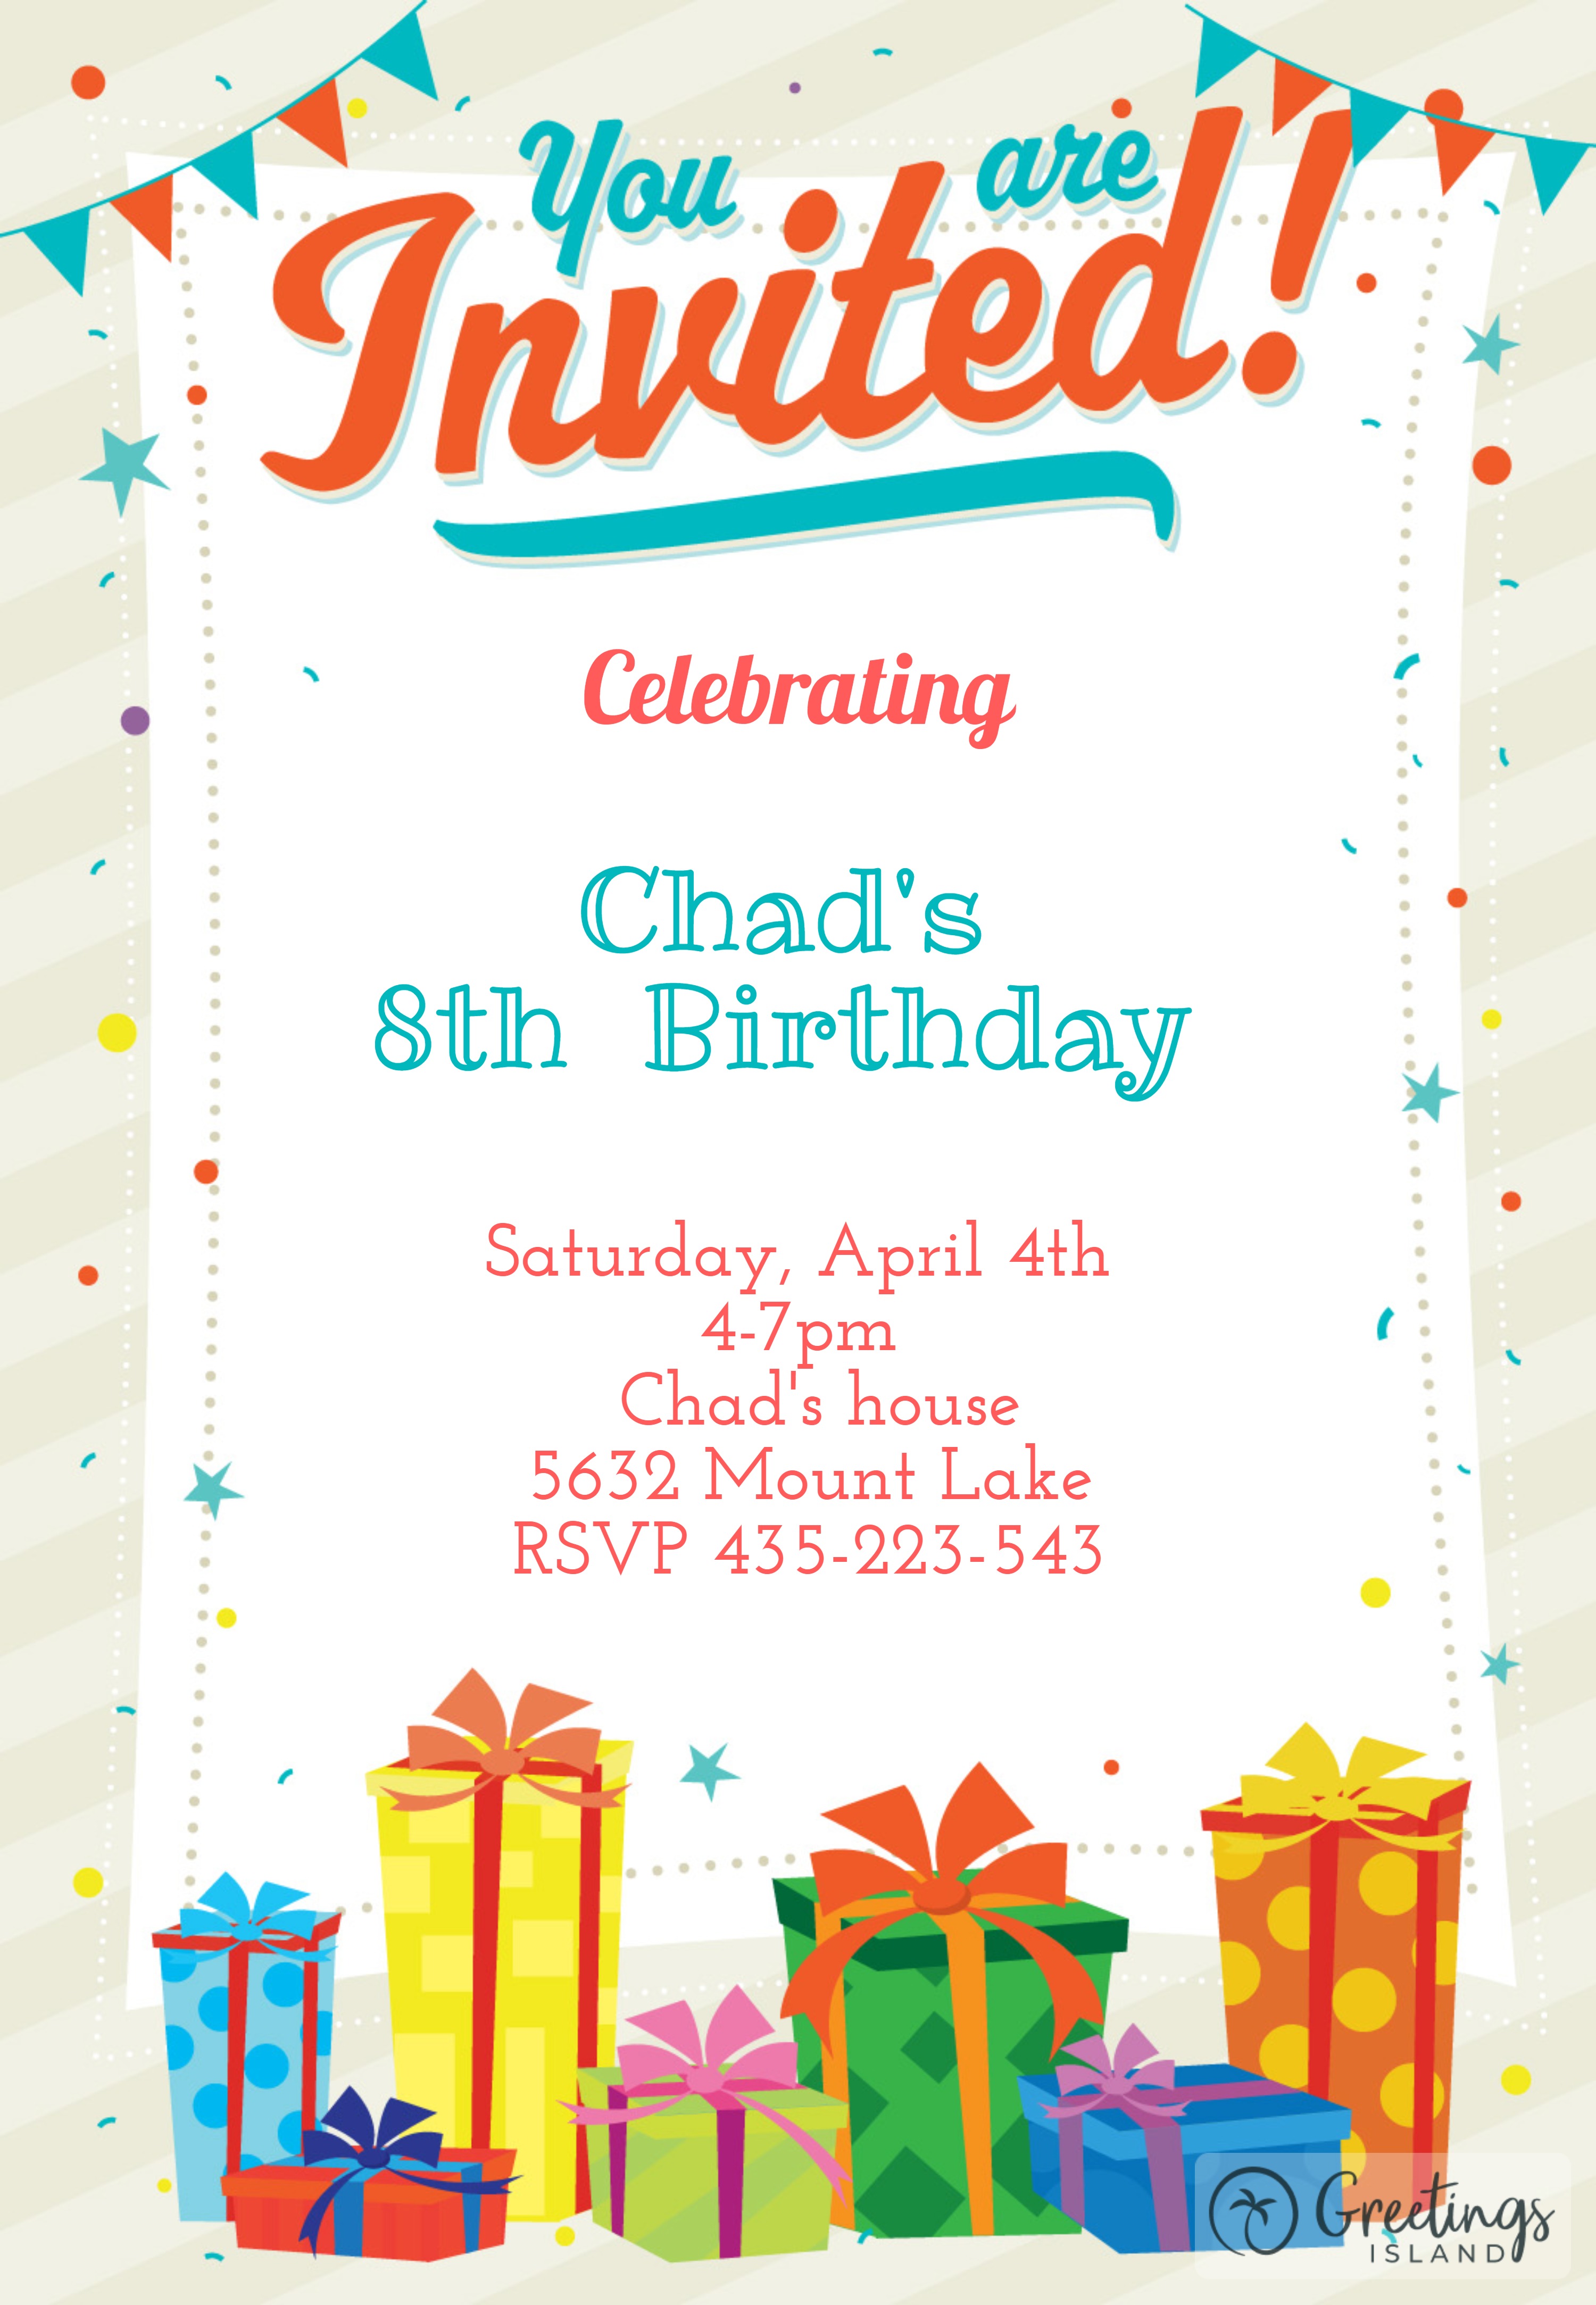 You are
Invited!
Celebrating
Chad's
8th Birthday
Saturday, April 4th
4-7pm
Chad's house
5632 Mount Lake
RSVP 435-223-543
Greetings
ISLAND